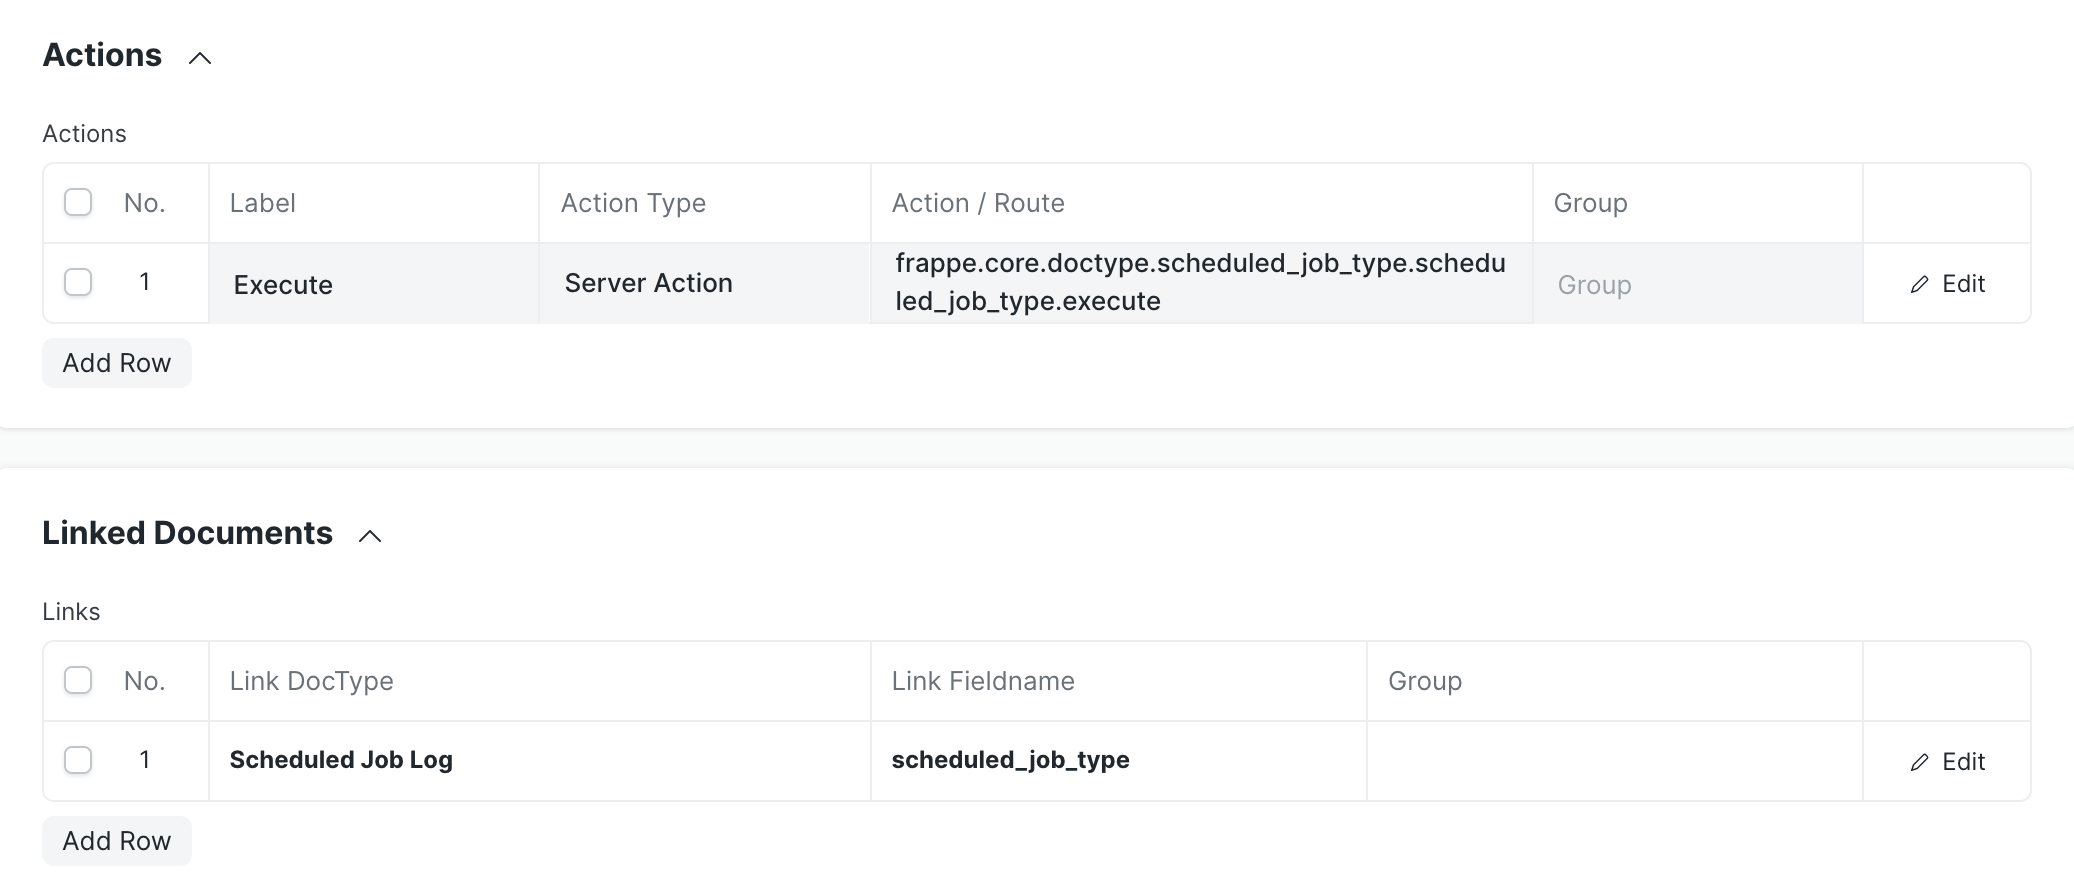 Actions
Actions
No. Label Action Type Action / Route Group
1 Execute Server Action frappe.core.doctype.scheduled_job_type.schedu
led_job_type.execute Group Edit
Add Row
Linked Documents
Links
No. Link DocType Link Fieldname Group
1 Scheduled Job Log scheduled_job_type Edit
Add Row